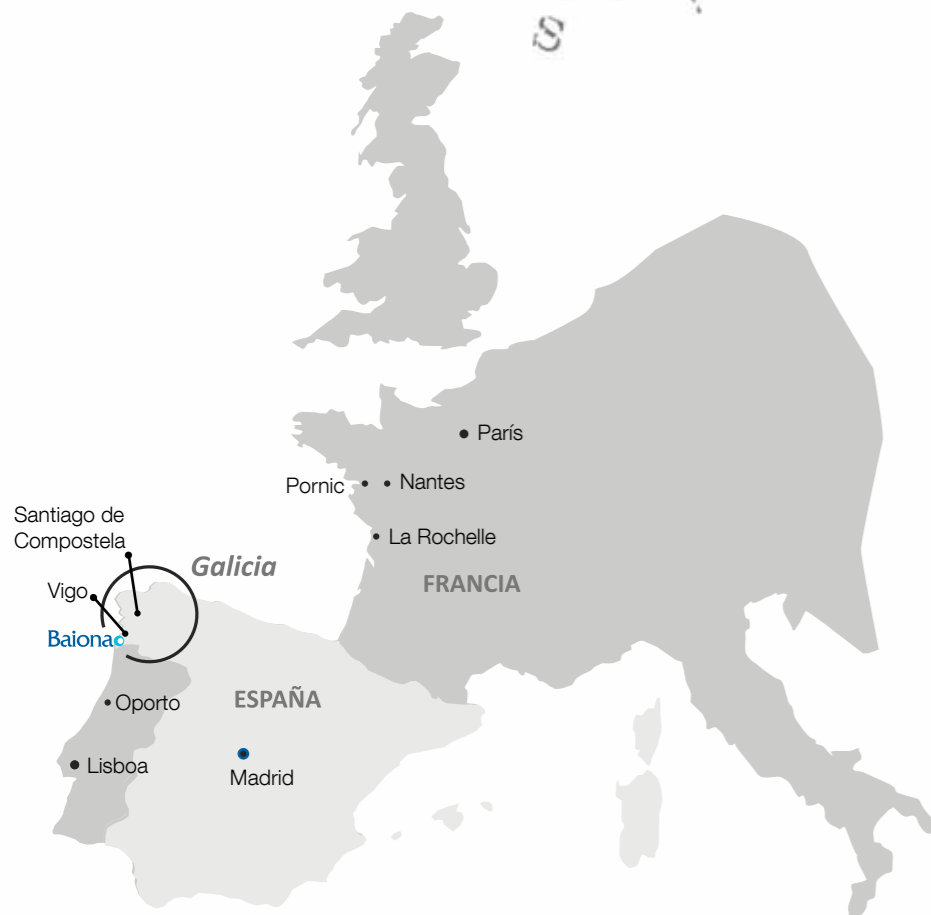 S
París
Pornic
Nantes
La Rochelle
Santiago de
Compostela
Galicia
FRANCIA
Vigo
Baiona
ESPAÑA
Oporto
Lisboa
Madrid